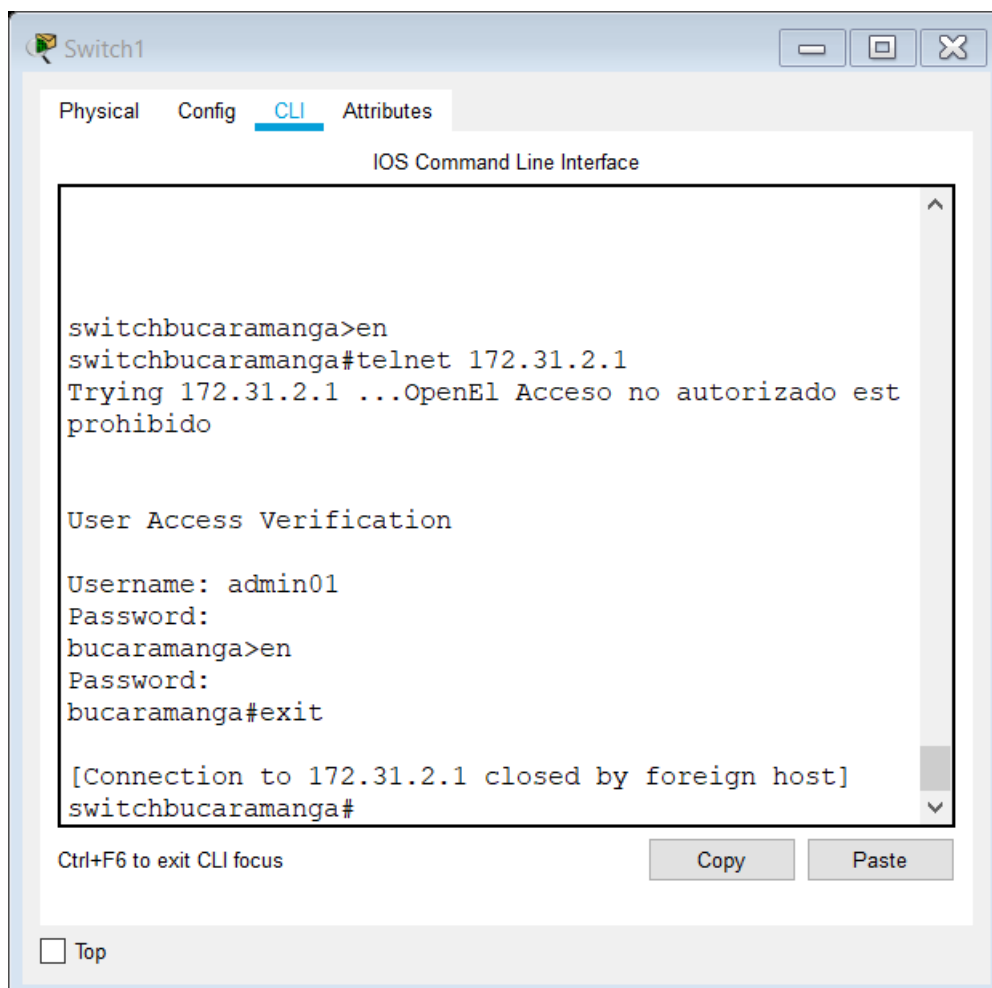 Switch1
Physical Config CLI Attributes
IOS Command Line Interface
switchbucaramanga>en
switchbucaramanga#telnet 172.31.2.1
Trying 172.31.2.1 ...OpenEl Acceso no autorizado est
prohibido
User Access Verification
Username: admin01
Password:
bucaramanga>en
Password:
bucaramanga#exit
[Connection to 172.31.2.1 closed by foreign host]
switchbucaramanga#
Ctrl+F6 to exit CLI focus
Copy Paste
Top